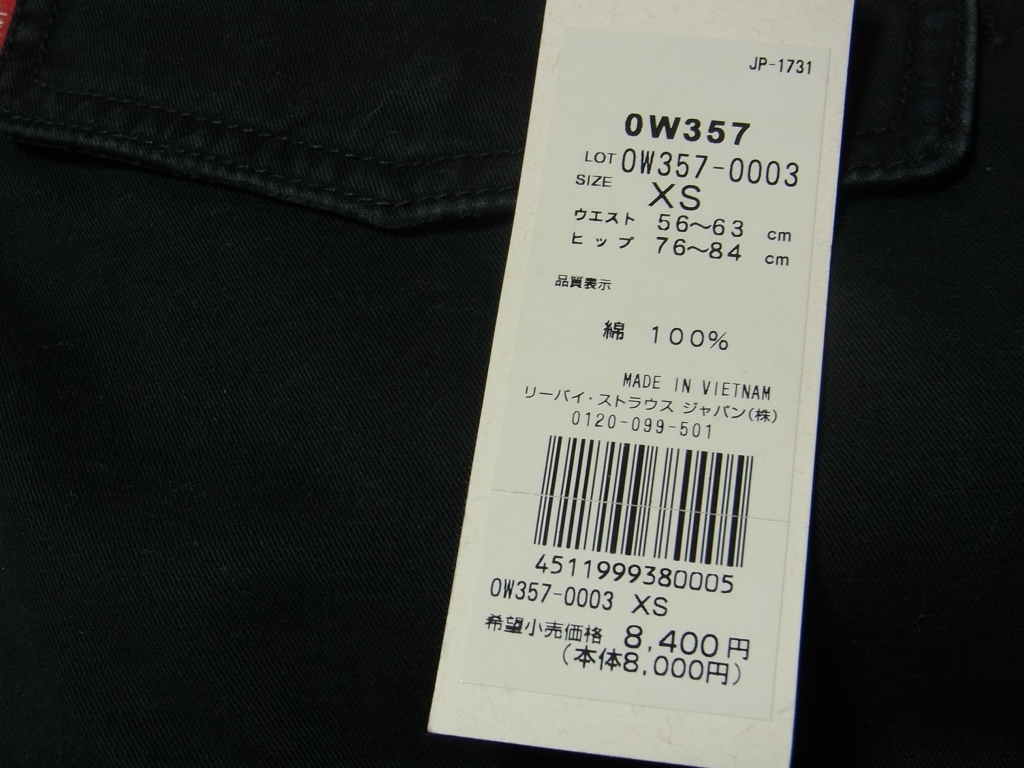 JP-1731
0W357
LOT 0W357-0003
SIZE XS
ウエスト 56〜63 cm
ヒップ 76〜84 cm
品質表示
綿 100%
MADE IN VIETNAM
リーバイ・ストラウス ジャパン(株)
0120-099-501
4511999380005
0W357-0003 XS
希望小売価格 8,400円
(本体8,000円)